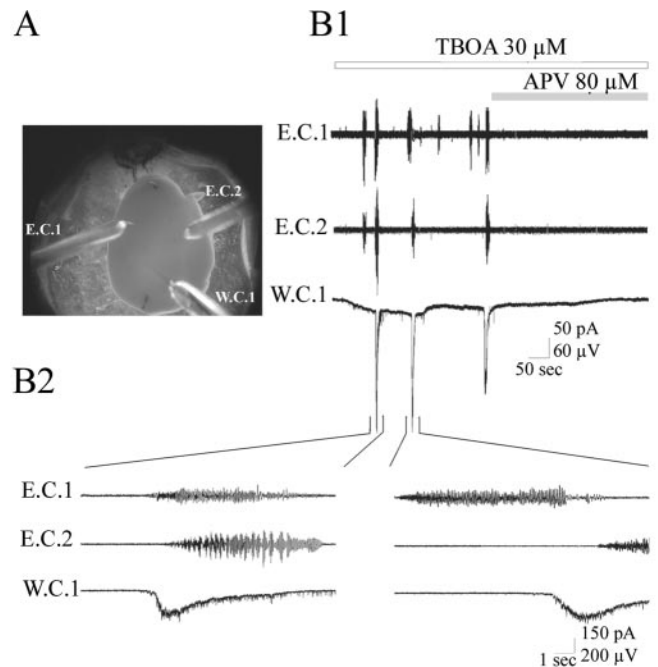 A
B1
TBOA 30 µM
APV 80 µM
E.C.1
E.C.2
W.C.1
E.C.1
E.C.2
W.C.1
50 pA
60 µV
50 sec
B2
E.C.1
E.C.2
W.C.1
150 pA
1 sec 200 µV